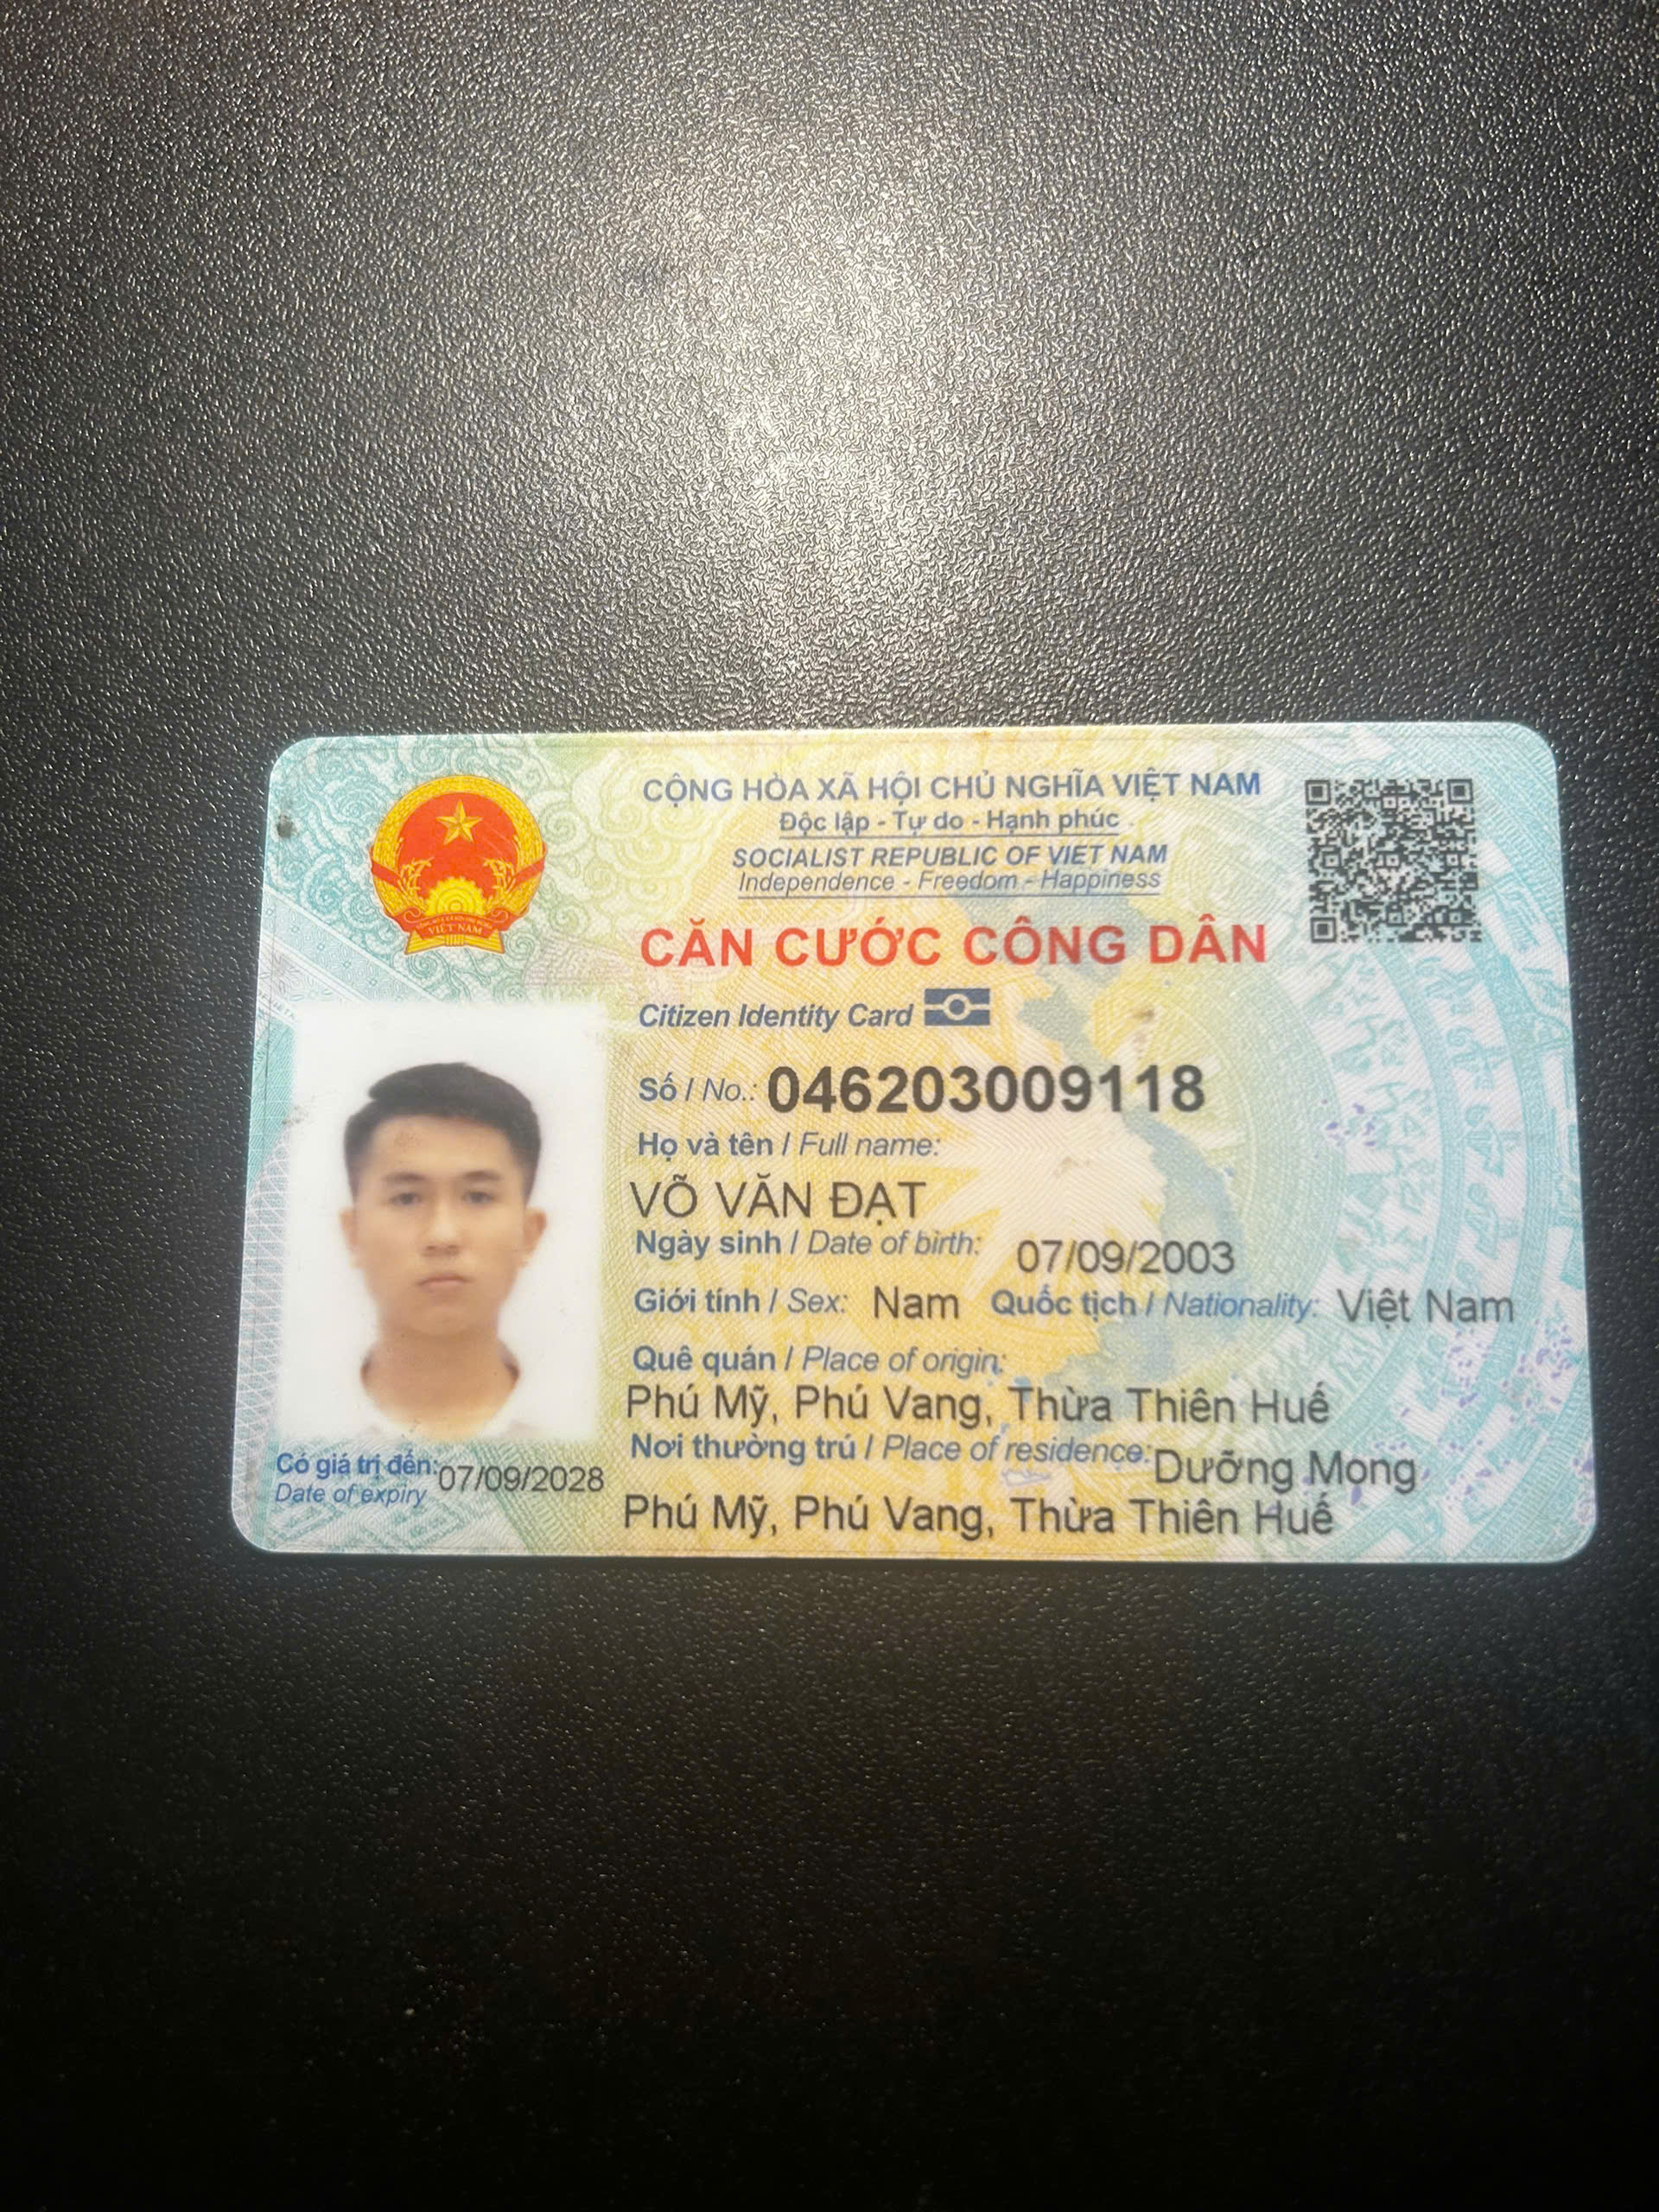 CỘNG HÒA XÃ HỘI CHỦ NGHĨA VIỆT NAM
Độc lập - Tự do - Hạnh phúc
SOCIALIST REPUBLIC OF VIET NAM
Independence - Freedom - Happiness
CĂN CƯỚC CÔNG DÂN
Citizen Identity Card
Số / No.: 046203009118
Họ và tên / Full name:
VÕ VĂN ĐẠT
Ngày sinh / Date of birth: 07/09/2003
Giới tính / Sex: Nam Quốc tịch / Nationality: Việt Nam
Quê quán / Place of origin:
Phú Mỹ, Phú Vang, Thừa Thiên Huế
Nơi thường trú / Place of residence: Dưỡng Mong
Phú Mỹ, Phú Vang, Thừa Thiên Huế
Có giá trị đến: 07/09/2028
Date of expiry
VIỆT NAM